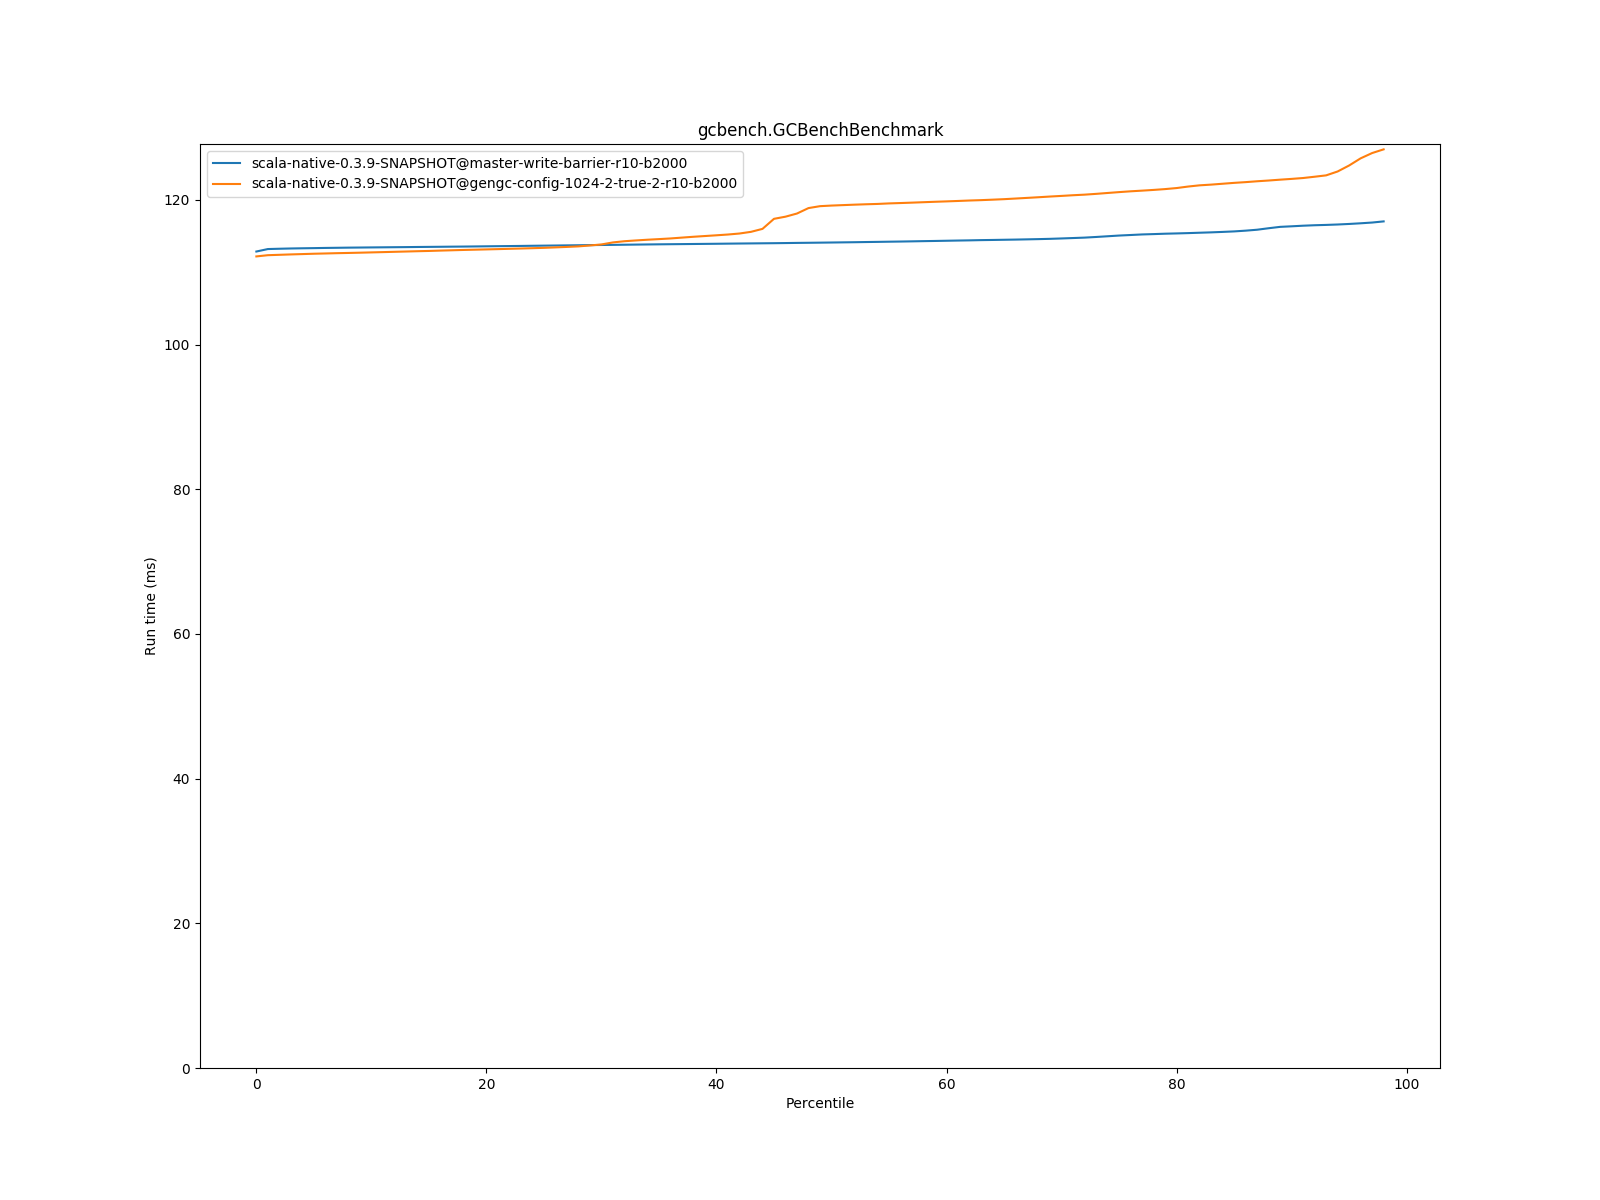 gcbench.GCBenchBenchmark
scala-native-0.3.9-SNAPSHOT@master-write-barrier-r10-b2000
scala-native-0.3.9-SNAPSHOT@gengc-config-1024-2-true-2-r10-b2000
120
100
80
60
40
20
0
Run time (ms)
0 20 40 60 80 100
Percentile